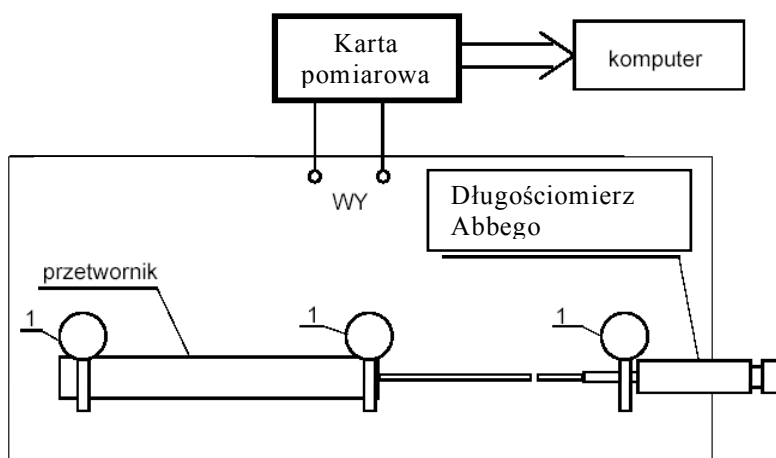 Karta
pomiarowa
komputer
WY
Długościomierz
Abbego
przetwornik
1
1
1